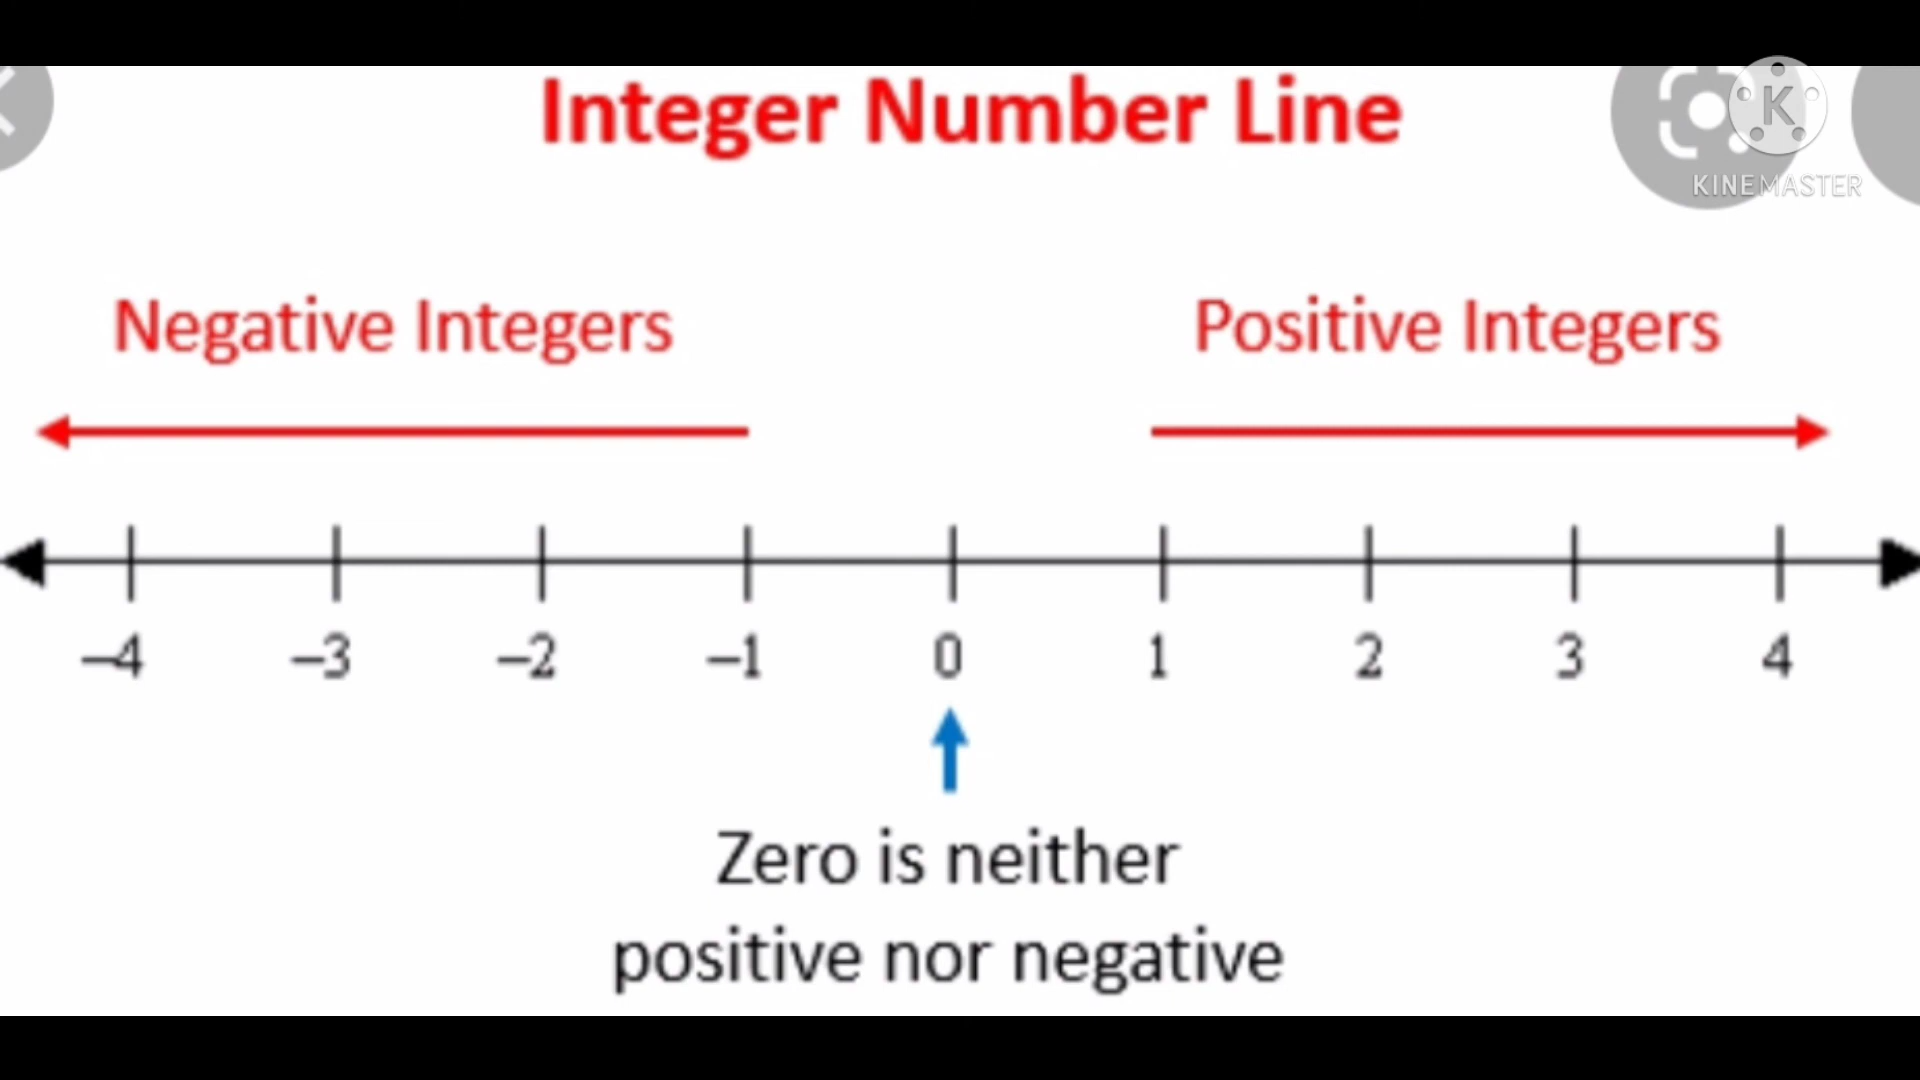 Integer Number Line
K
KINEMASTER
Negative Integers
Positive Integers
–4 –3 –2 –1 0 1 2 3 4
Zero is neither
positive nor negative